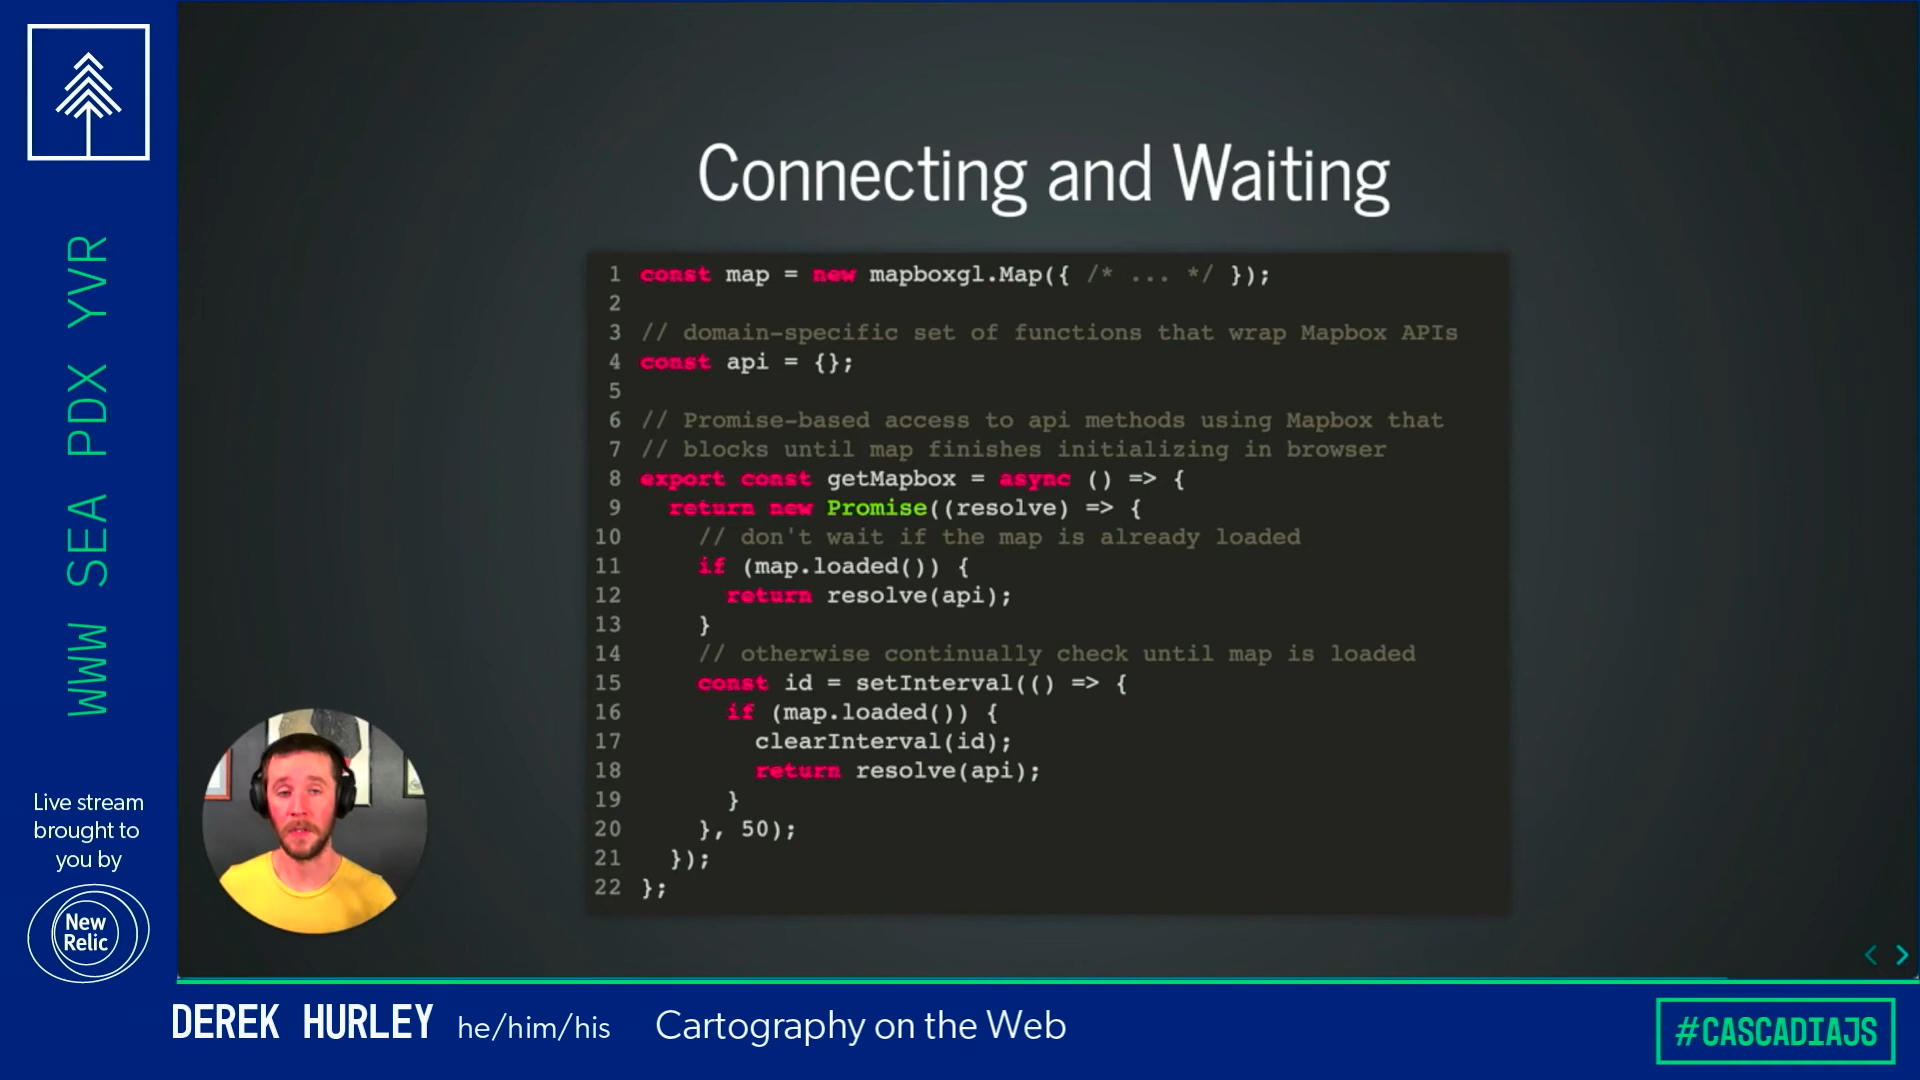 WWW SEA PDX YVR
Live stream
brought to
you by
New
Relic
Connecting and Waiting
1 const map = new mapboxgl.Map({ /* ... */ });
2
3 // domain-specific set of functions that wrap Mapbox APIs
4 const api = {};
5
6 // Promise-based access to api methods using Mapbox that
7 // blocks until map finishes initializing in browser
8 export const getMapbox = async () => {
9   return new Promise((resolve) => {
10     // don't wait if the map is already loaded
11     if (map.loaded()) {
12       return resolve(api);
13     }
14     // otherwise continually check until map is loaded
15     const id = setInterval(() => {
16       if (map.loaded()) {
17         clearInterval(id);
18         return resolve(api);
19       }
20     }, 50);
21   });
22 };
DEREK HURLEY he/him/his Cartography on the Web
#CASCADIAJS